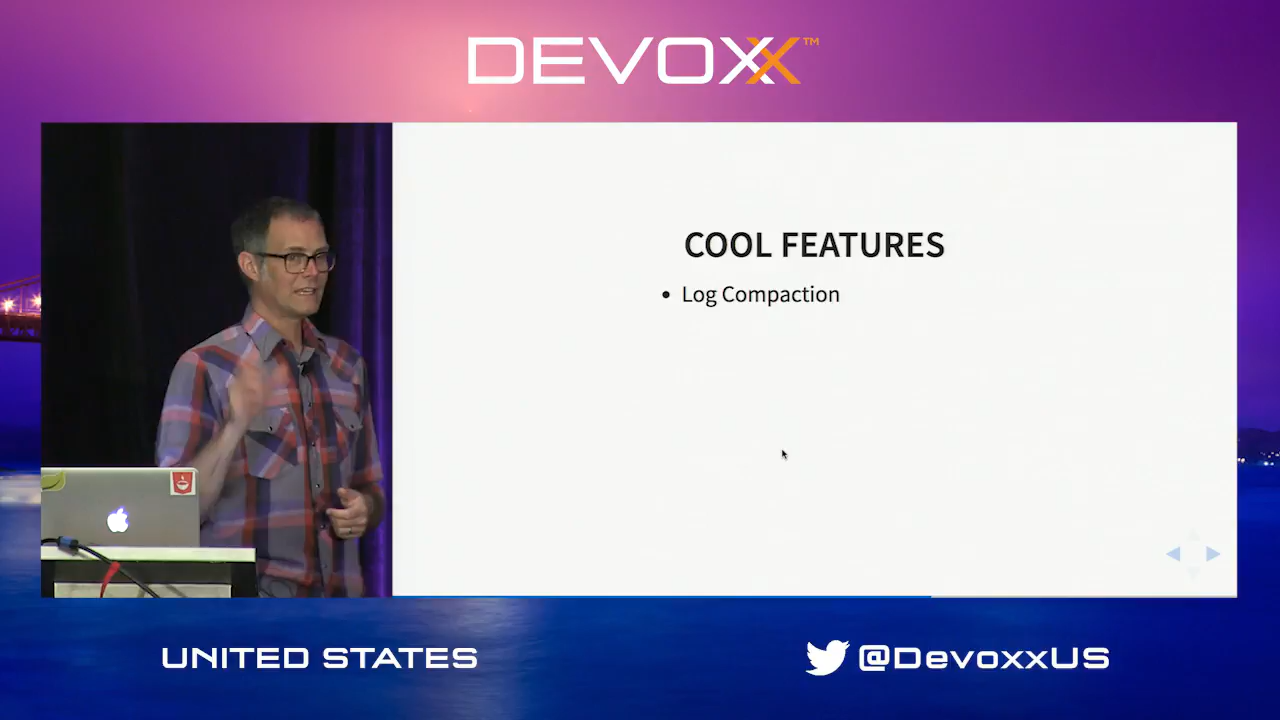 DEVOXX™
COOL FEATURES
• Log Compaction
UNITED STATES
@DevoxxUS